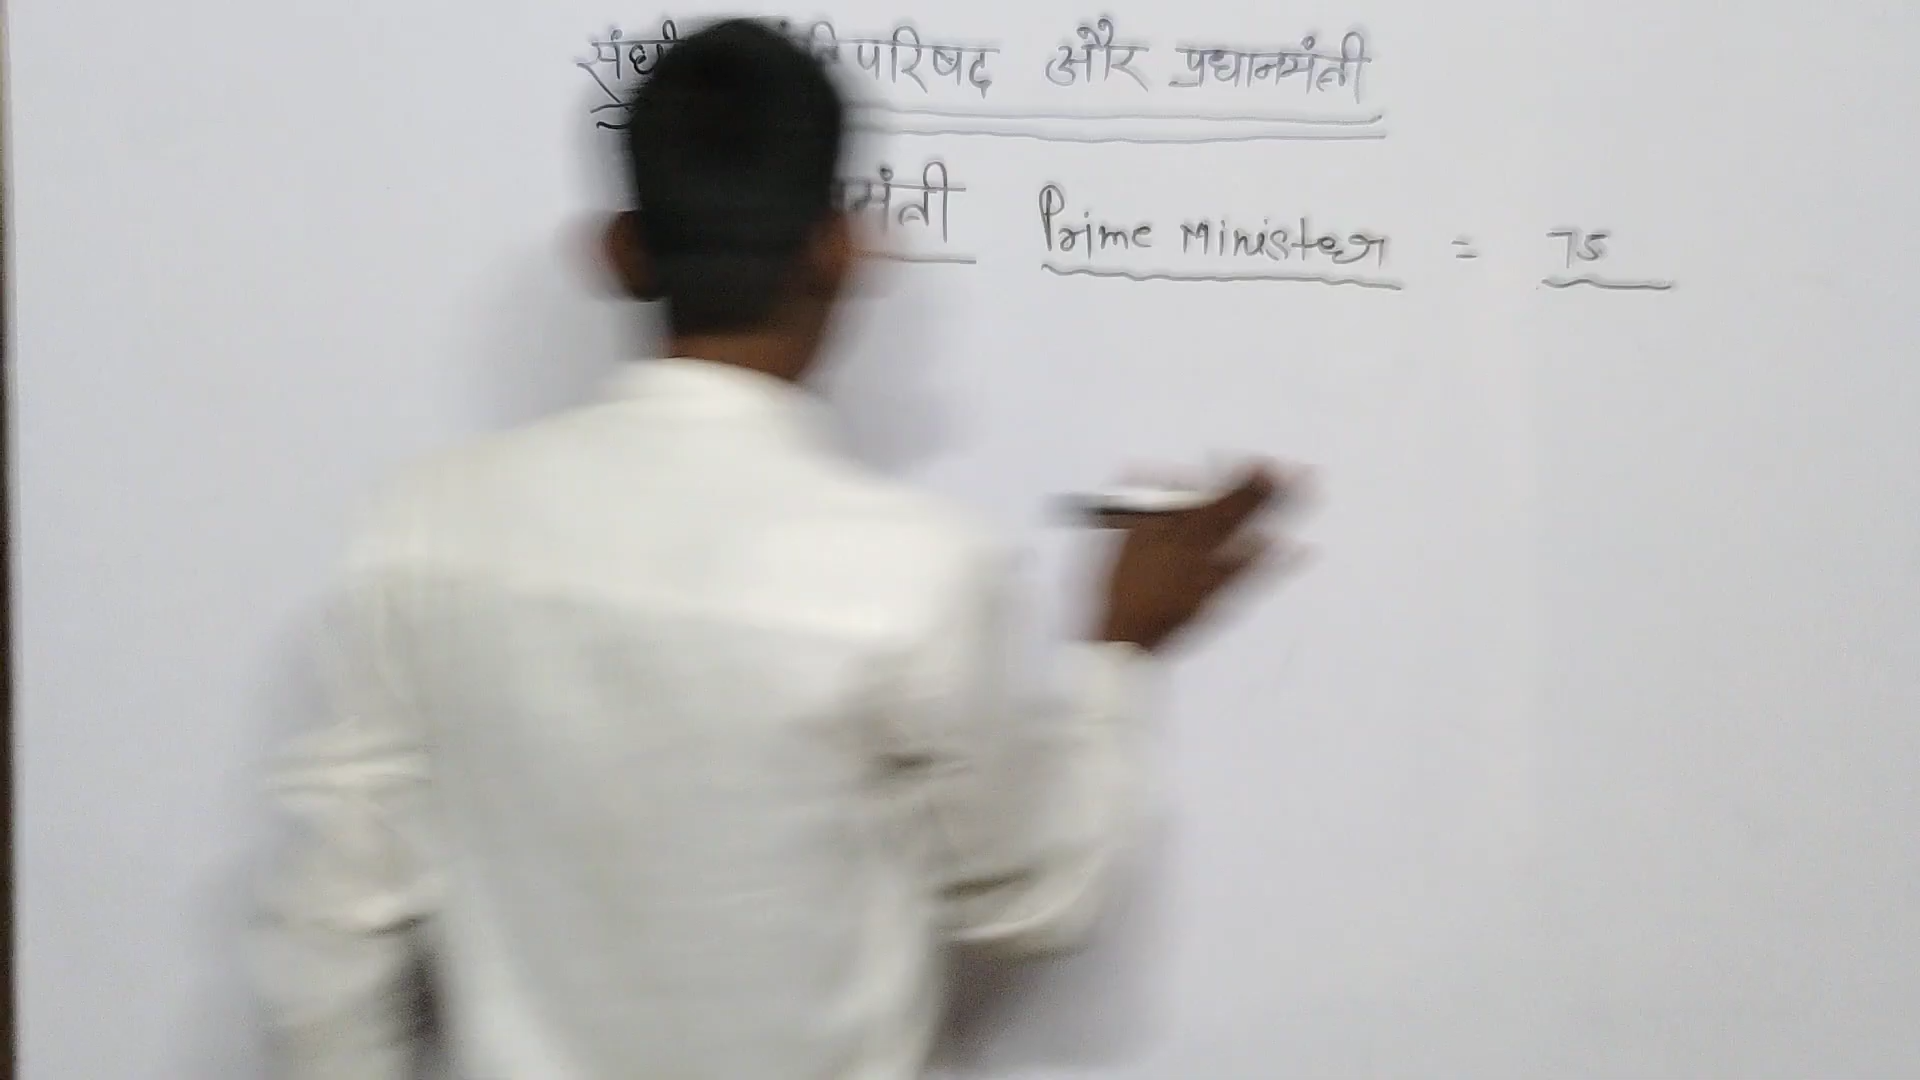 परिषद और प्रधानमंत्री
Prime Minister = 75